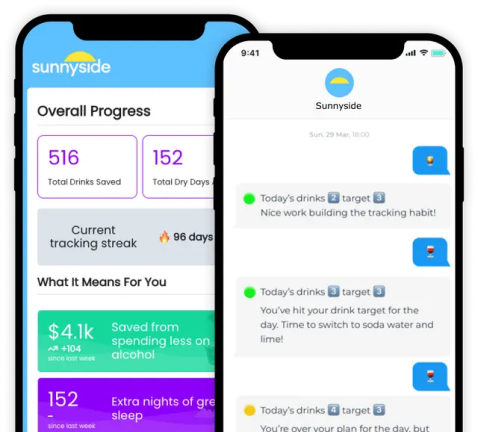 sunnyside
Overall Progress
516
Total Drinks Saved
152
Total Dry Days
Current
tracking streak
🔥 96 days
What It Means For You
$4.1k
+104
since last week
Saved from
spending less on
alcohol
152
-
since last week
Extra nights of
sleep
9:41
Sunnyside
Sun, 29 Mar, 18:00
Today's drinks 2 target 3
Nice work building the tracking habit!
Today's drinks 3 target 3
You've hit your drink target for the
day. Time to switch to soda water and
lime!
Today's drinks 4 target 3
You're over your plan for the day, but